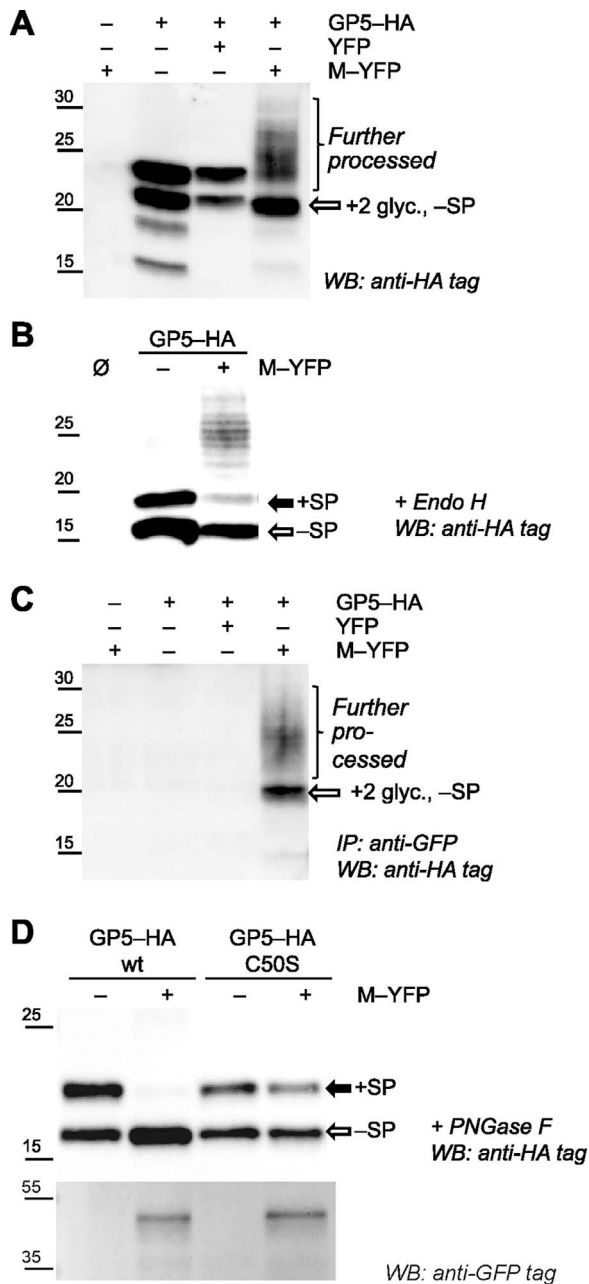 A
– + + + GP5–HA
– – + – YFP
+ – – + M–YFP
30
25
20
15
Further
processed
+2 glyc., –SP
WB: anti-HA tag
B
GP5–HA
Ø – + M–YFP
25
20
15
+SP
–SP
+ Endo H
WB: anti-HA tag
C
– + + + GP5–HA
– – + – YFP
+ – – + M–YFP
30
25
20
15
Further
pro-
cessed
+2 glyc., –SP
IP: anti-GFP
WB: anti-HA tag
D
GP5–HA GP5–HA
wt C50S
– + – + M–YFP
25
15
+SP
–SP
+ PNGase F
WB: anti-HA tag
55
35
WB: anti-GFP tag